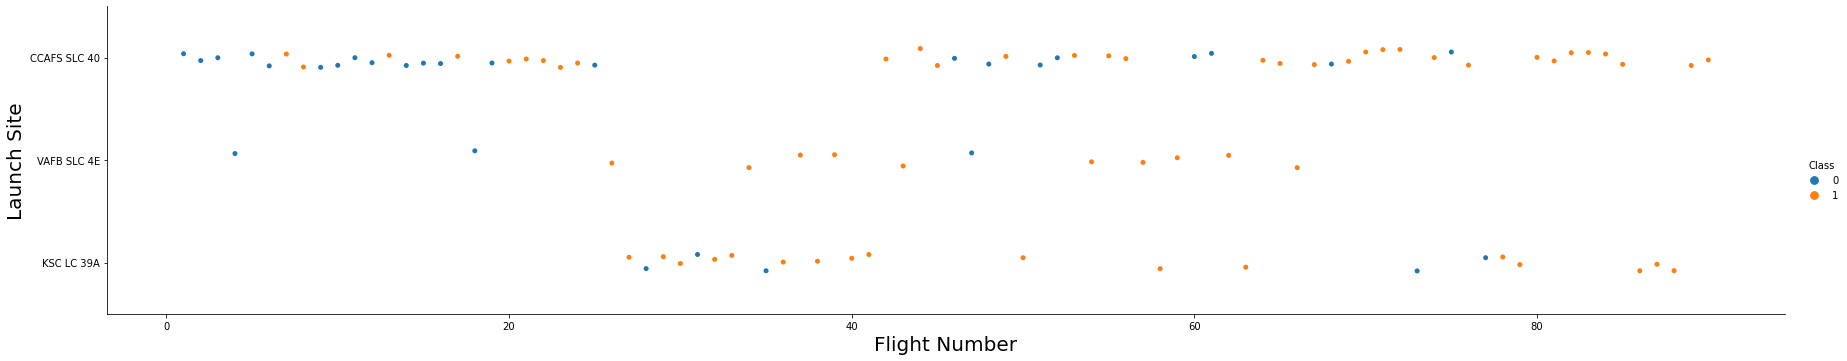 Launch Site
CCAFS SLC 40
VAFB SLC 4E
KSC LC 39A
0
20
40
60
80
Flight Number
Class
0
1